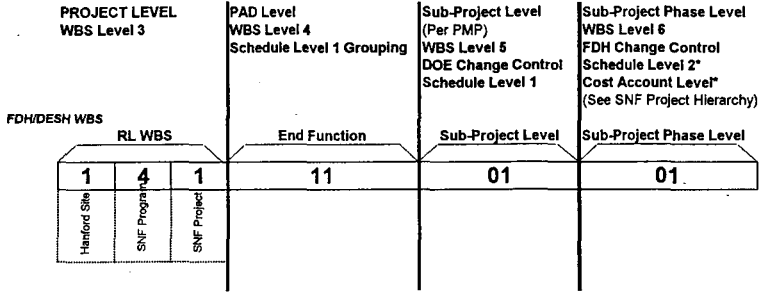 PROJECT LEVEL
WBS Level 3
PAD Level
WBS Level 4
Schedule Level 1 Grouping
Sub-Project Level
(Per PMP)
WBS Level 5
DOE Change Control
Schedule Level 1
Sub-Project Phase Level
WBS Level 6
FDH Change Control
Schedule Level 2*
Cost Account Level*
(See SNF Project Hierarchy)
FDH/DESH WBS
RL WBS
End Function
Sub-Project Level
Sub-Project Phase Level
1 4 1 11 01 01
Hanford Site
SNF Program
SNF Project